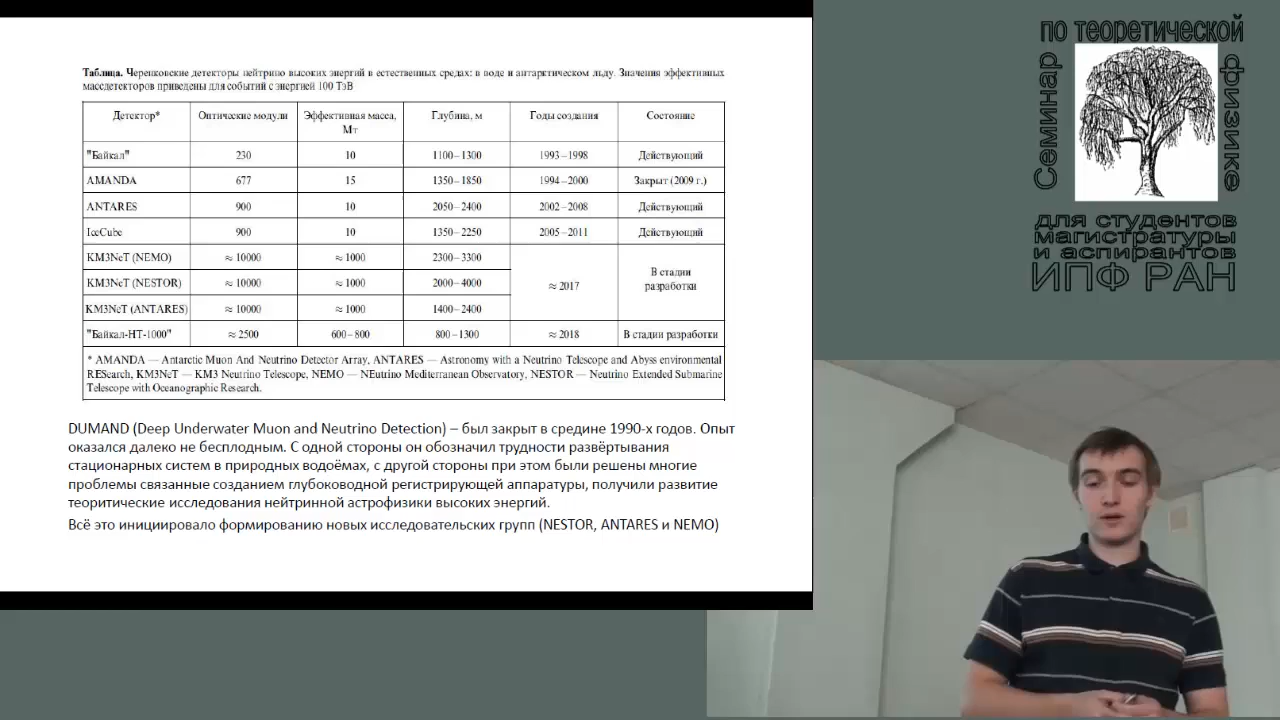 Таблица. Черенковские детекторы нейтрино высоких энергий в естественных средах: в воде и антарктическом льду. Значения эффективных
массдетекторов приведены для событий с энергией 100 ТэВ
Детектор* Оптические модули Эффективная масса, Мт Глубина, м Годы создания Состояние
"Байкал" 230 10 1100–1300 1993–1998 Действующий
AMANDA 677 15 1350–1850 1994–2000 Закрыт (2009 г.)
ANTARES 900 10 2050–2400 2002–2008 Действующий
IceCube 900 10 1350–2250 2005–2011 Действующий
KM3NeT (NEMO) ≈ 10000 ≈ 1000 2300–3300
KM3NeT (NESTOR) ≈ 10000 ≈ 1000 2000–4000 ≈ 2017 В стадии разработки
KM3NeT (ANTARES) ≈ 10000 ≈ 1000 1400–2400
"Байкал-НТ-1000" ≈ 2500 600–800 800–1300 ≈ 2018 В стадии разработки
* AMANDA — Antarctic Muon And Neutrino Detector Array, ANTARES — Astronomy with a Neutrino Telescope and Abyss environmental
RESearch, KM3NeT — KM3 Neutrino Telescope, NEMO — NEutrino Mediterranean Observatory, NESTOR — Neutrino Extended Submarine
Telescope with Oceanographic Research.
DUMAND (Deep Underwater Muon and Neutrino Detection) – был закрыт в средине 1990-х годов. Опыт
оказался далеко не бесплодным. С одной стороны он обозначил трудности развёртывания
стационарных систем в природных водоёмах, с другой стороны при этом были решены многие
проблемы связанные созданием глубоководной регистрирующей аппаратуры, получили развитие
теоритические исследования нейтринной астрофизики высоких энергий.
Всё это инициировало формированию новых исследовательских групп (NESTOR, ANTARES и NEMO)
Семинар
по теоретической
физике
для студентов
магистратуры
и аспирантов
ИПФ РАН